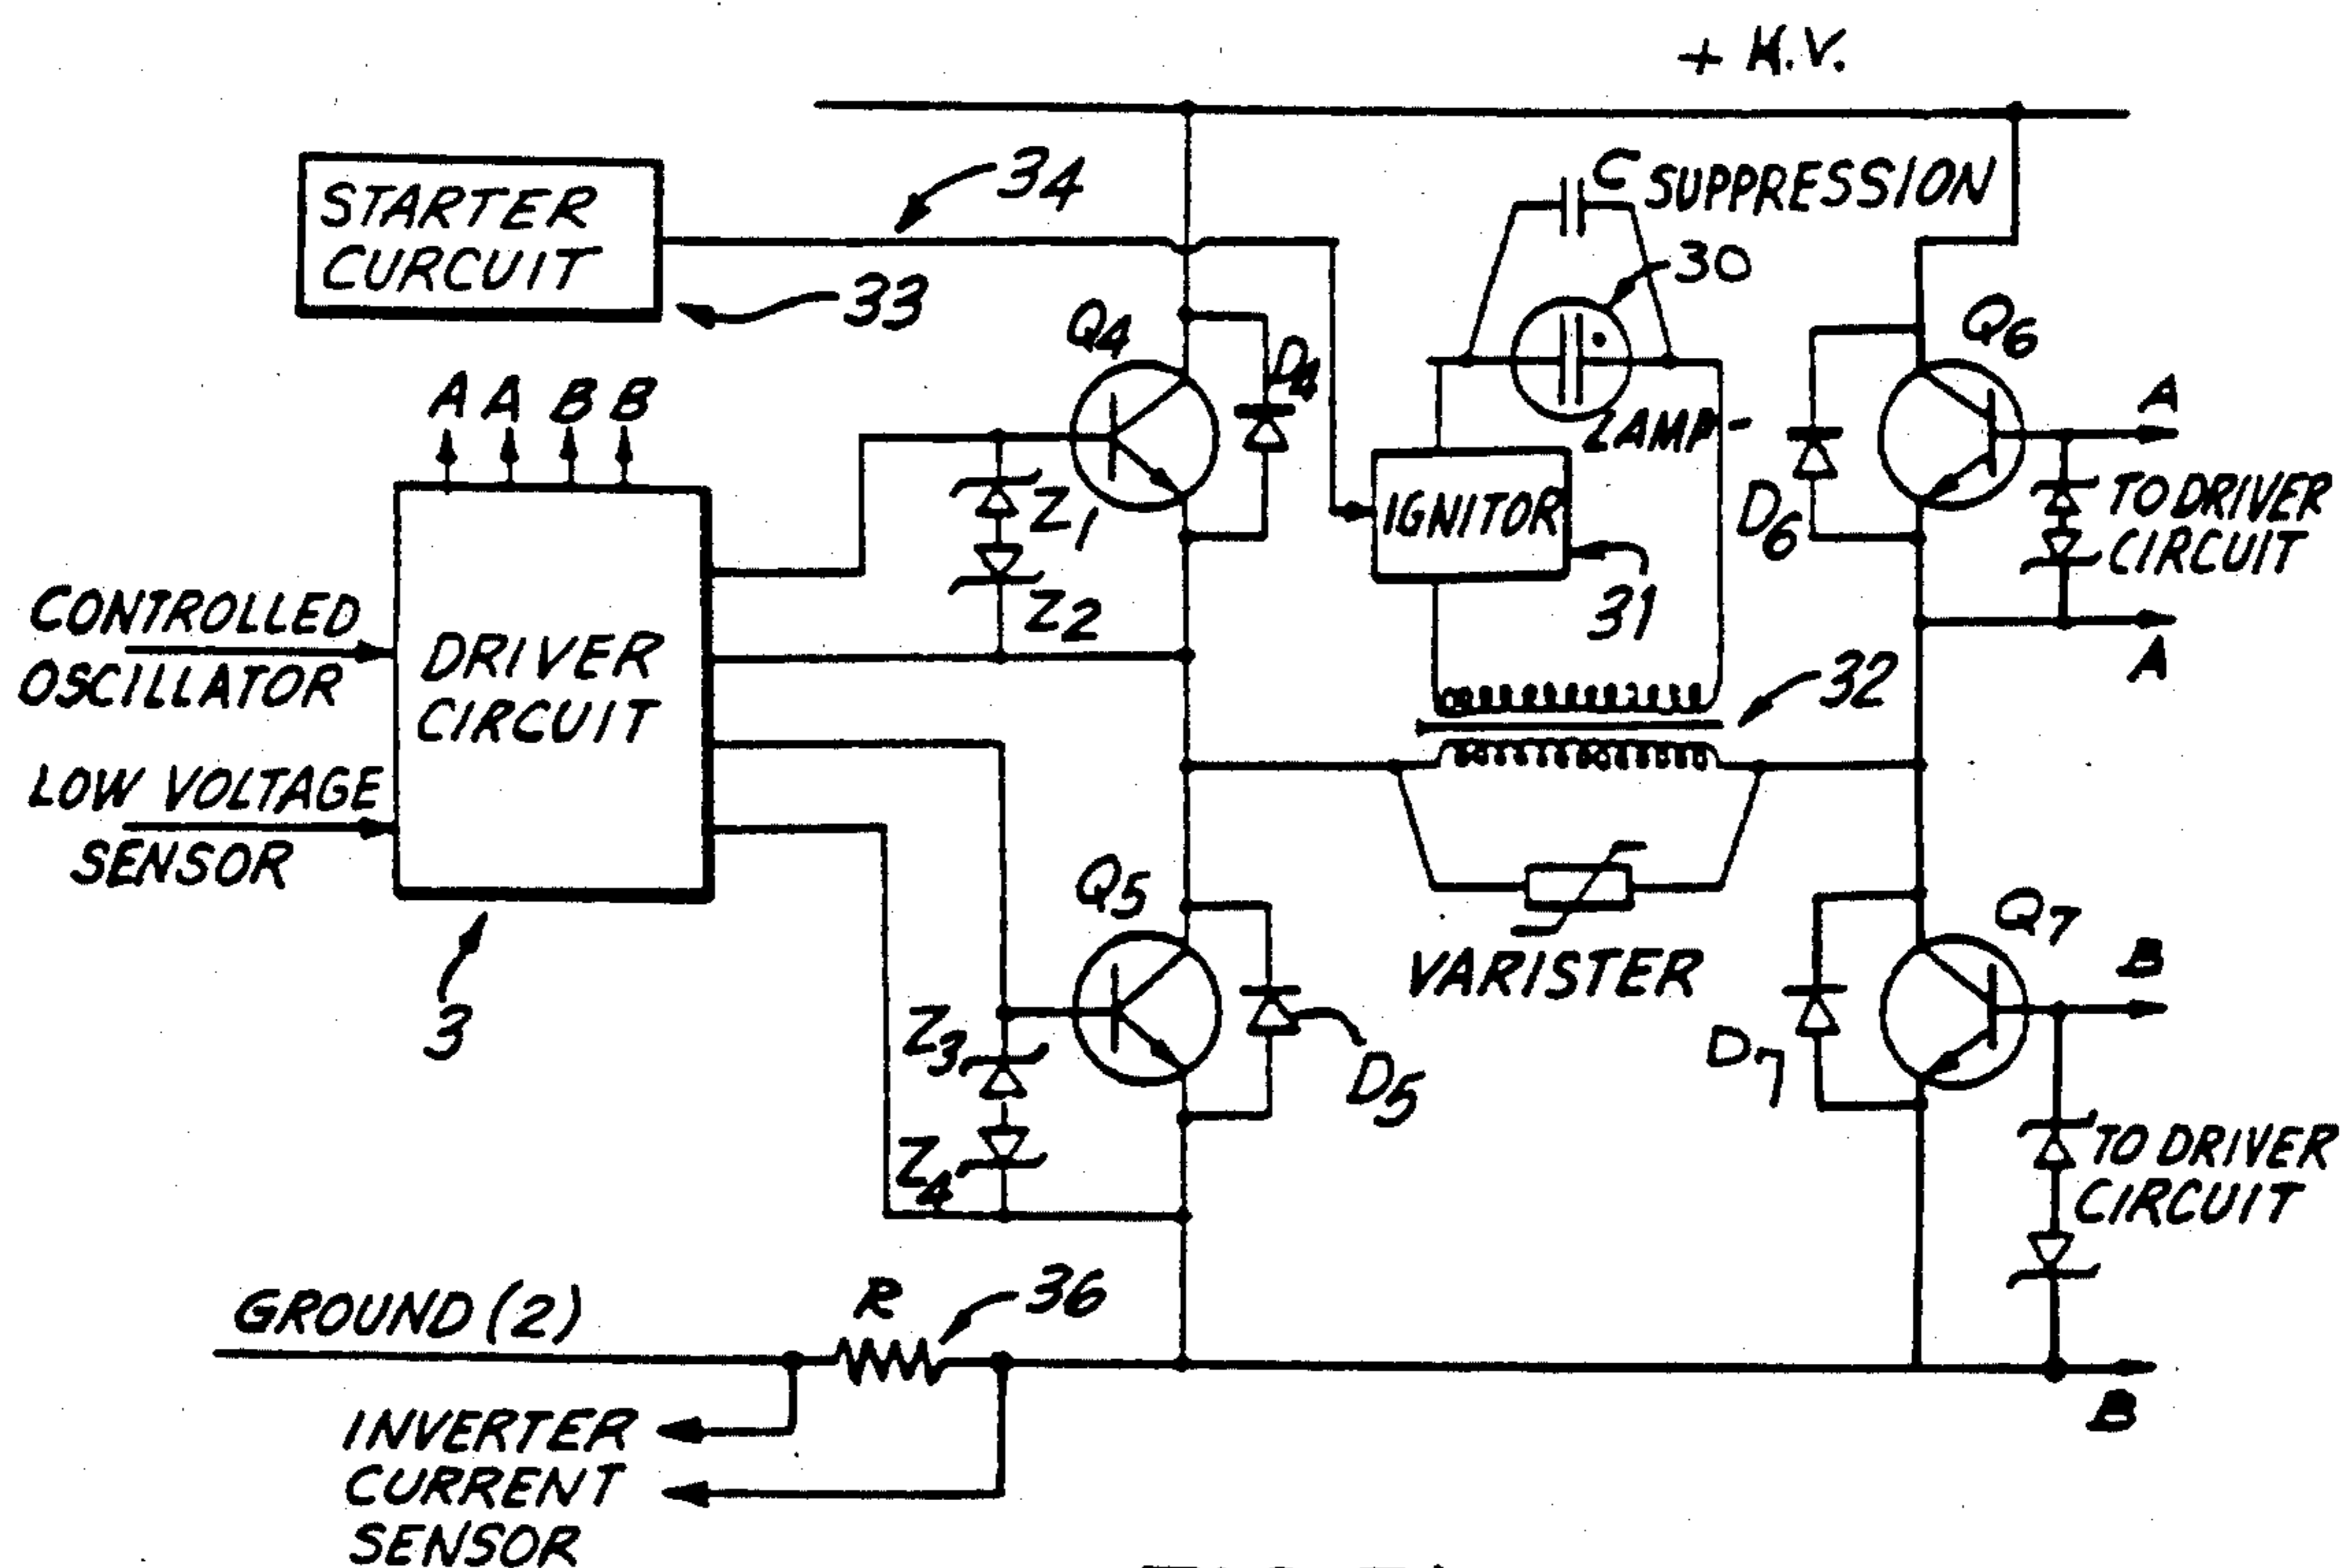 + H.V.
STARTER
CURCUIT
34
33
C SUPPRESSION
30
LAMP
Q4
D4
Q6
D6
A
TO DRIVER
CIRCUIT
A
A A B B
Z1
Z2
IGNITOR
31
32
CONTROLLED
OSCILLATOR
DRIVER
CIRCUIT
LOW VOLTAGE
SENSOR
3
Q5
D5
Z3
Z4
VARISTER
Q7
D7
B
TO DRIVER
CIRCUIT
B
GROUND (2)
R
36
INVERTER
CURRENT
SENSOR